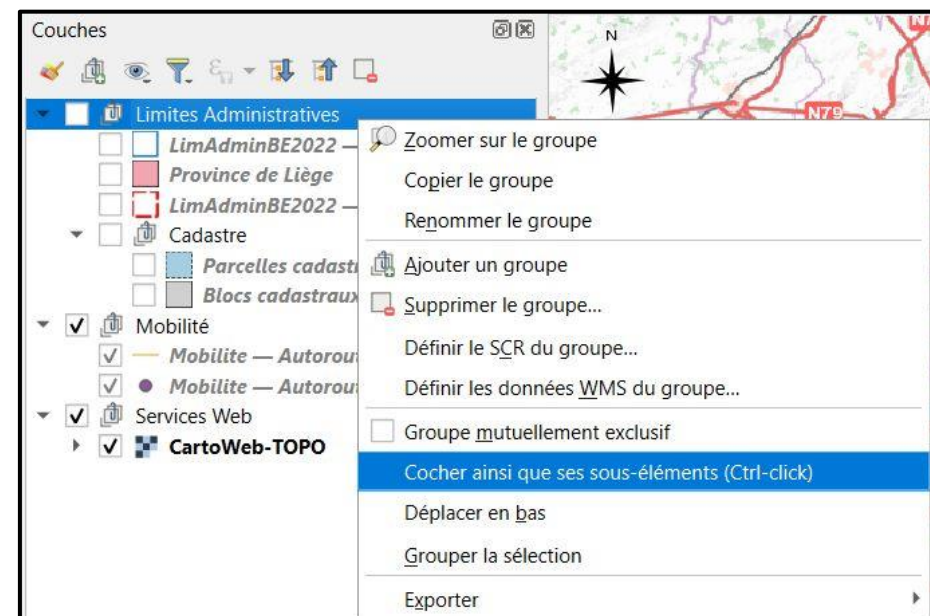 Couches
N
N79
Limites Administratives
LimAdminBE2022 —
Province de Liège
LimAdminBE2022 —
Cadastre
Parcelles cadast
Blocs cadastraux
Mobilité
Mobilite — Autorou
Mobilite — Autorou
Services Web
CartoWeb-TOPO
Zoomer sur le groupe
Copier le groupe
Renommer le groupe
Ajouter un groupe
Supprimer le groupe...
Définir le SCR du groupe...
Définir les données WMS du groupe...
Groupe mutuellement exclusif
Cocher ainsi que ses sous-éléments (Ctrl-click)
Déplacer en bas
Grouper la sélection
Exporter